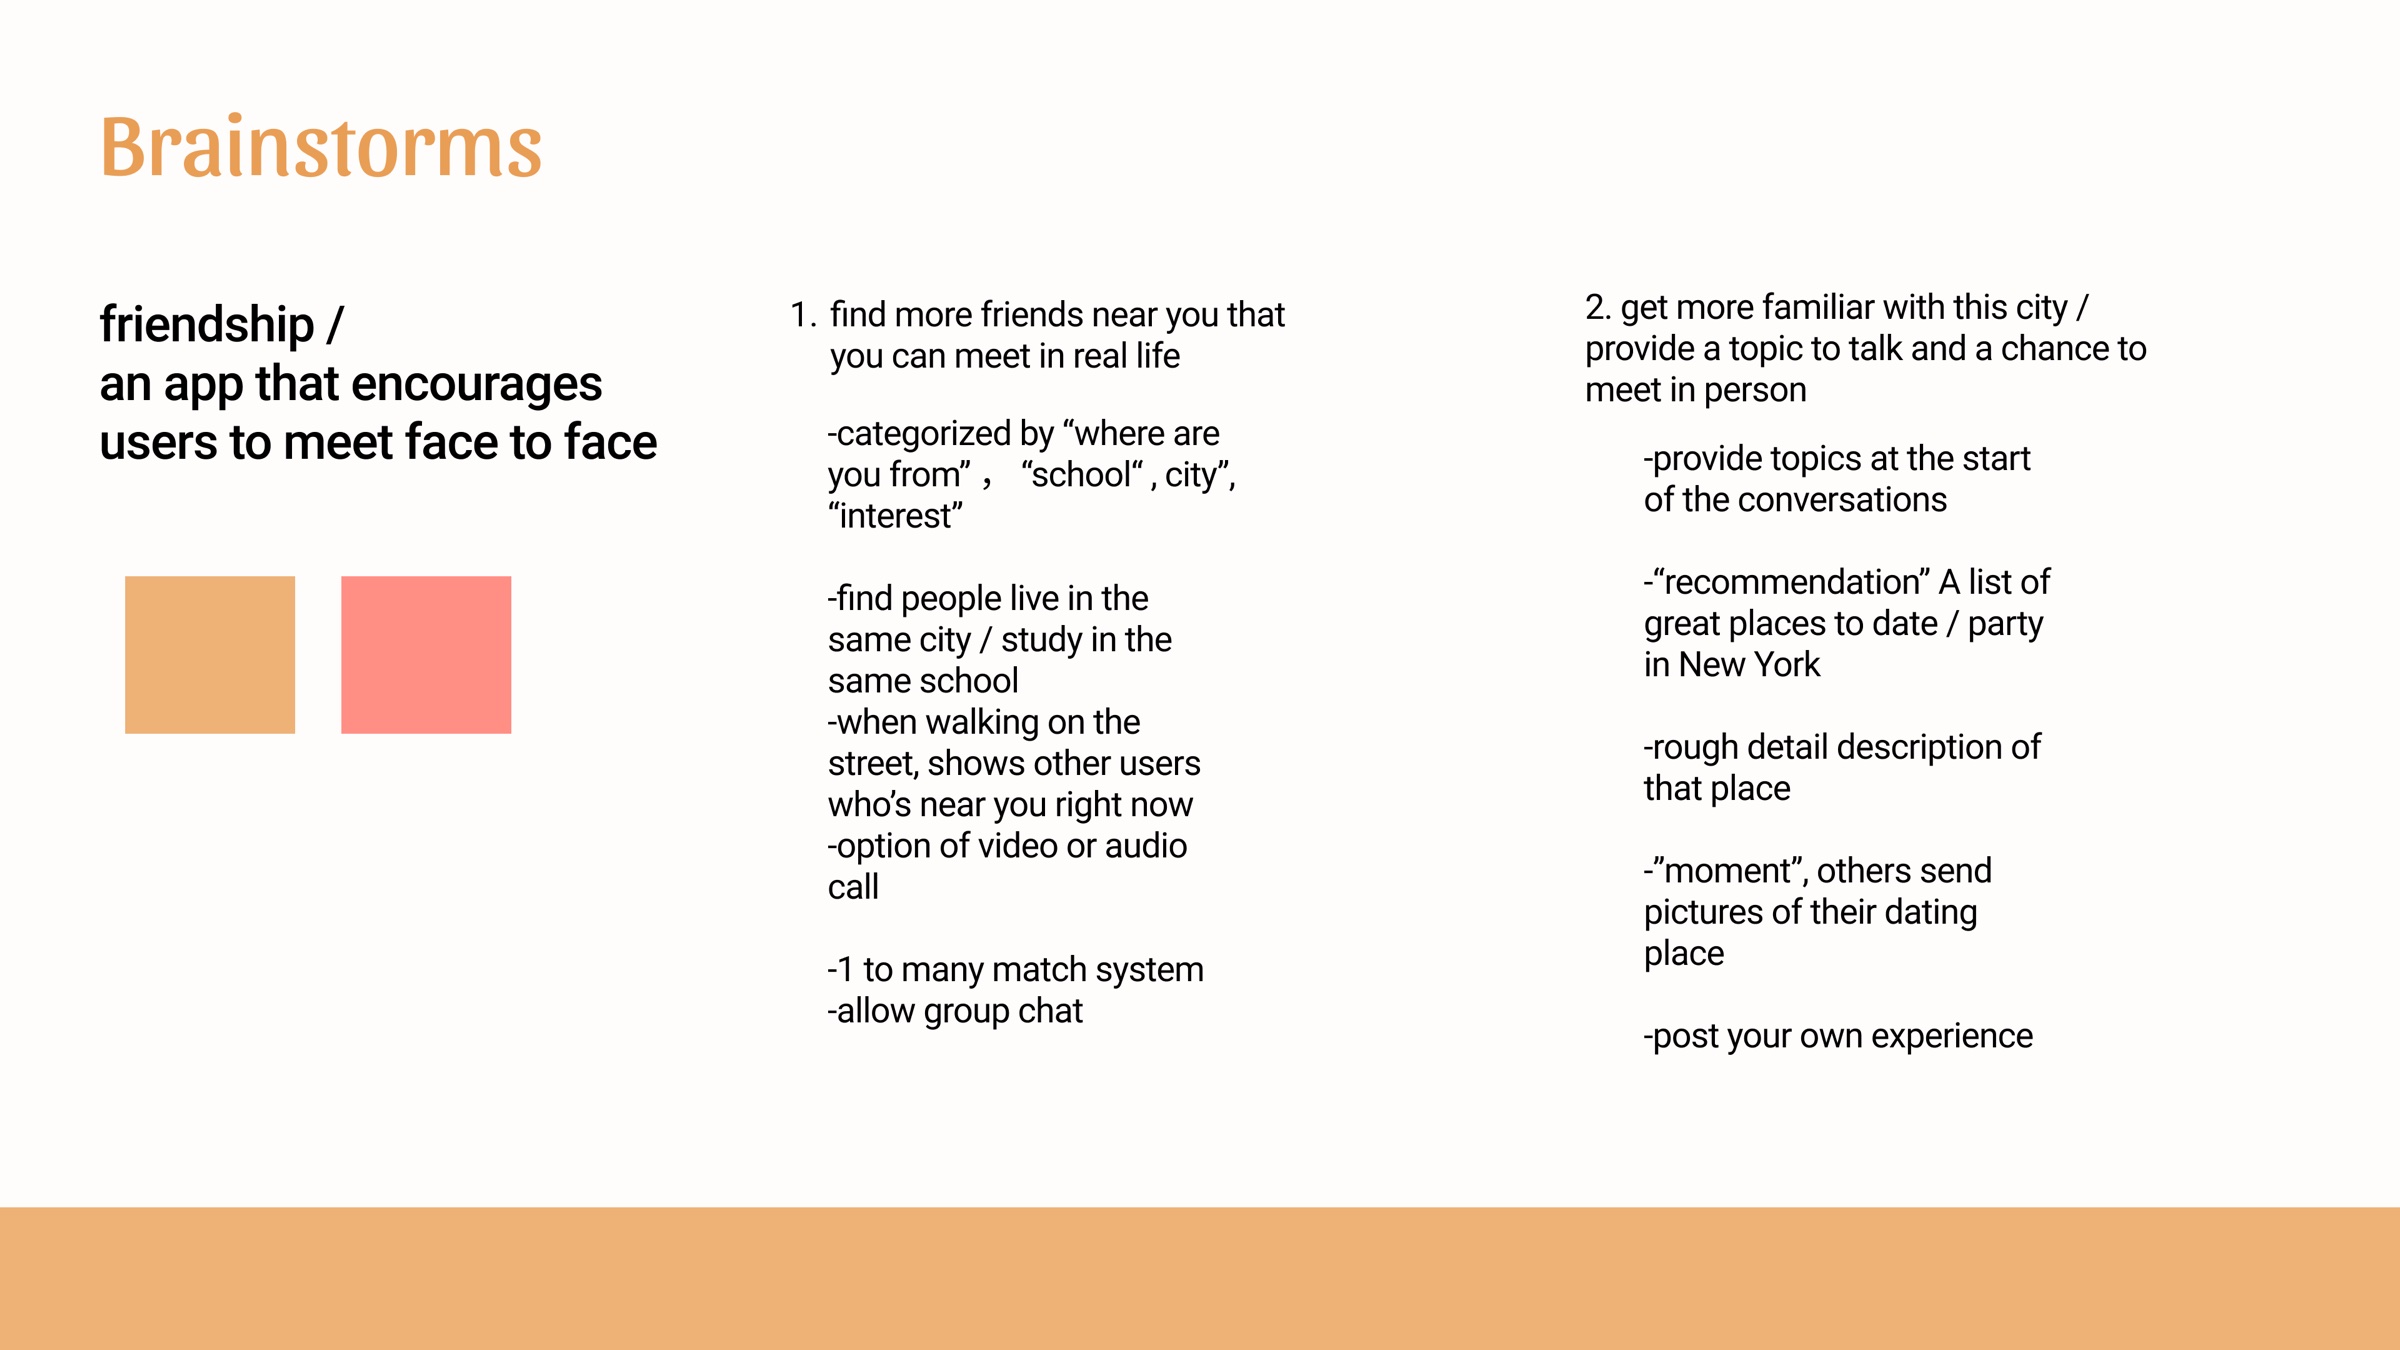 Brainstorms
friendship /
an app that encourages
users to meet face to face
1. find more friends near you that
you can meet in real life
-categorized by “where are
you from” ， “school“ , city”,
“interest”
-find people live in the
same city / study in the
same school
-when walking on the
street, shows other users
who’s near you right now
-option of video or audio
call
-1 to many match system
-allow group chat
2. get more familiar with this city /
provide a topic to talk and a chance to
meet in person
-provide topics at the start
of the conversations
-“recommendation” A list of
great places to date / party
in New York
-rough detail description of
that place
-”moment”, others send
pictures of their dating
place
-post your own experience